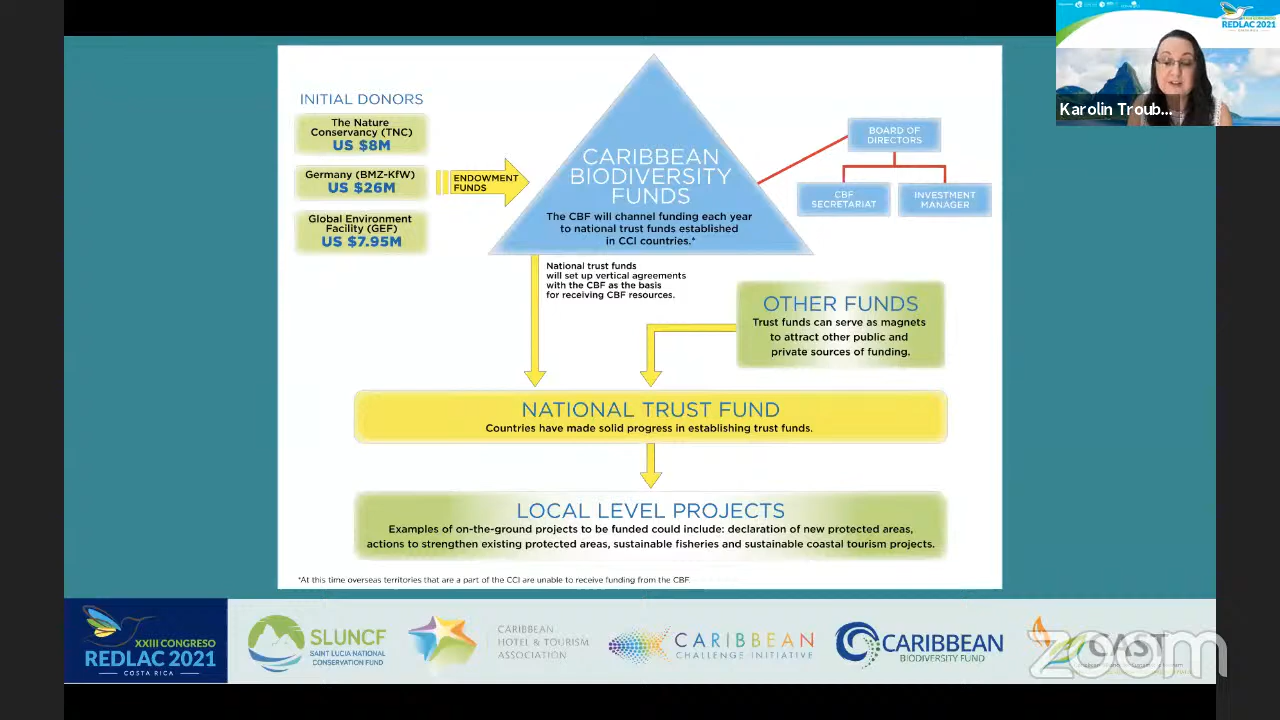 REDLAC 2021
Karolin Troub...
INITIAL DONORS
The Nature
Conservancy (TNC)
US $8M
Germany (BMZ-KfW)
US $26M
Global Environment
Facility (GEF)
US $7.95M
ENDOWMENT
FUNDS
CARIBBEAN
BIODIVERSITY
FUNDS
The CBF will channel funding each year
to national trust funds established
in CCI countries.*
BOARD OF
DIRECTORS
CBF
SECRETARIAT
INVESTMENT
MANAGER
National trust funds
will set up vertical agreements
with the CBF as the basis
for receiving CBF resources.
OTHER FUNDS
Trust funds can serve as magnets
to attract other public and
private sources of funding.
NATIONAL TRUST FUND
Countries have made solid progress in establishing trust funds.
LOCAL LEVEL PROJECTS
Examples of on-the-ground projects to be funded could include: declaration of new protected areas,
actions to strengthen existing protected areas, sustainable fisheries and sustainable coastal tourism projects.
*At this time overseas territories that are a part of the CCI are unable to receive funding from the CBF.
XXIII CONGRESO
REDLAC 2021
COSTA RICA
SLUNCF
SAINT LUCIA NATIONAL
CONSERVATION FUND
CARIBBEAN
HOTEL & TOURISM
ASSOCIATION
CARIBBEAN
CHALLENGE INITIATIVE
CARIBBEAN
BIODIVERSITY FUND
CAST
zoom